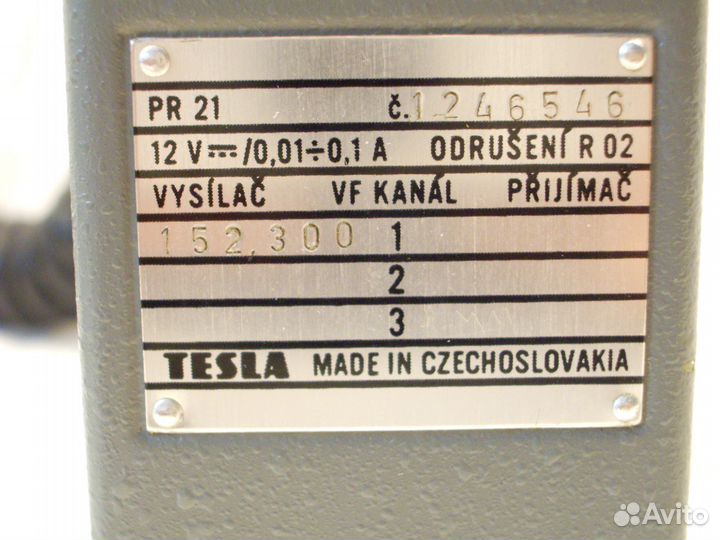 PR 21 č. 1246546
12 V⎓/0,01÷0,1 A ODRUŠENÍ R 02
VYSÍLAČ VF KANÁL PŘIJÍMAČ
152,300 1
2
3
TESLA MADE IN CZECHOSLOVAKIA
Avito